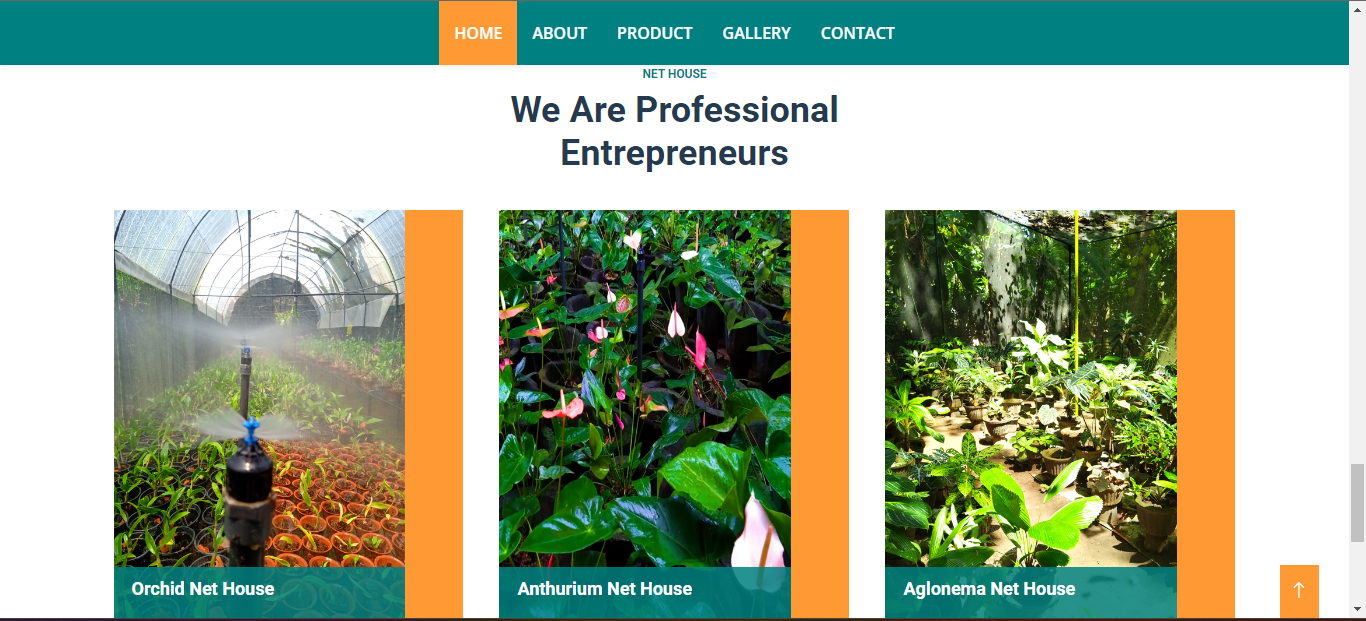 HOME ABOUT PRODUCT GALLERY CONTACT
NET HOUSE
We Are Professional
Entrepreneurs
Orchid Net House
Anthurium Net House
Aglonema Net House